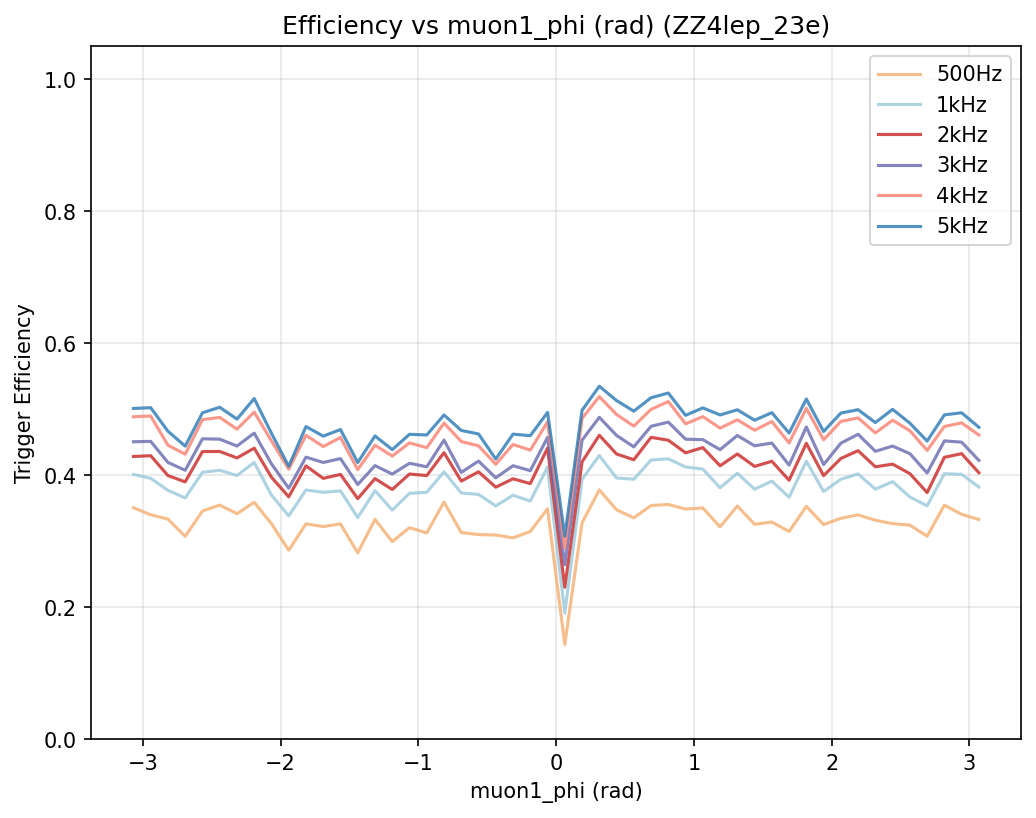 Efficiency vs muon1_phi (rad) (ZZ4lep_23e)
500Hz
1kHz
2kHz
3kHz
4kHz
5kHz
Trigger Efficiency
1.0
0.8
0.6
0.4
0.2
0.0
−3
−2
−1
0
1
2
3
muon1_phi (rad)